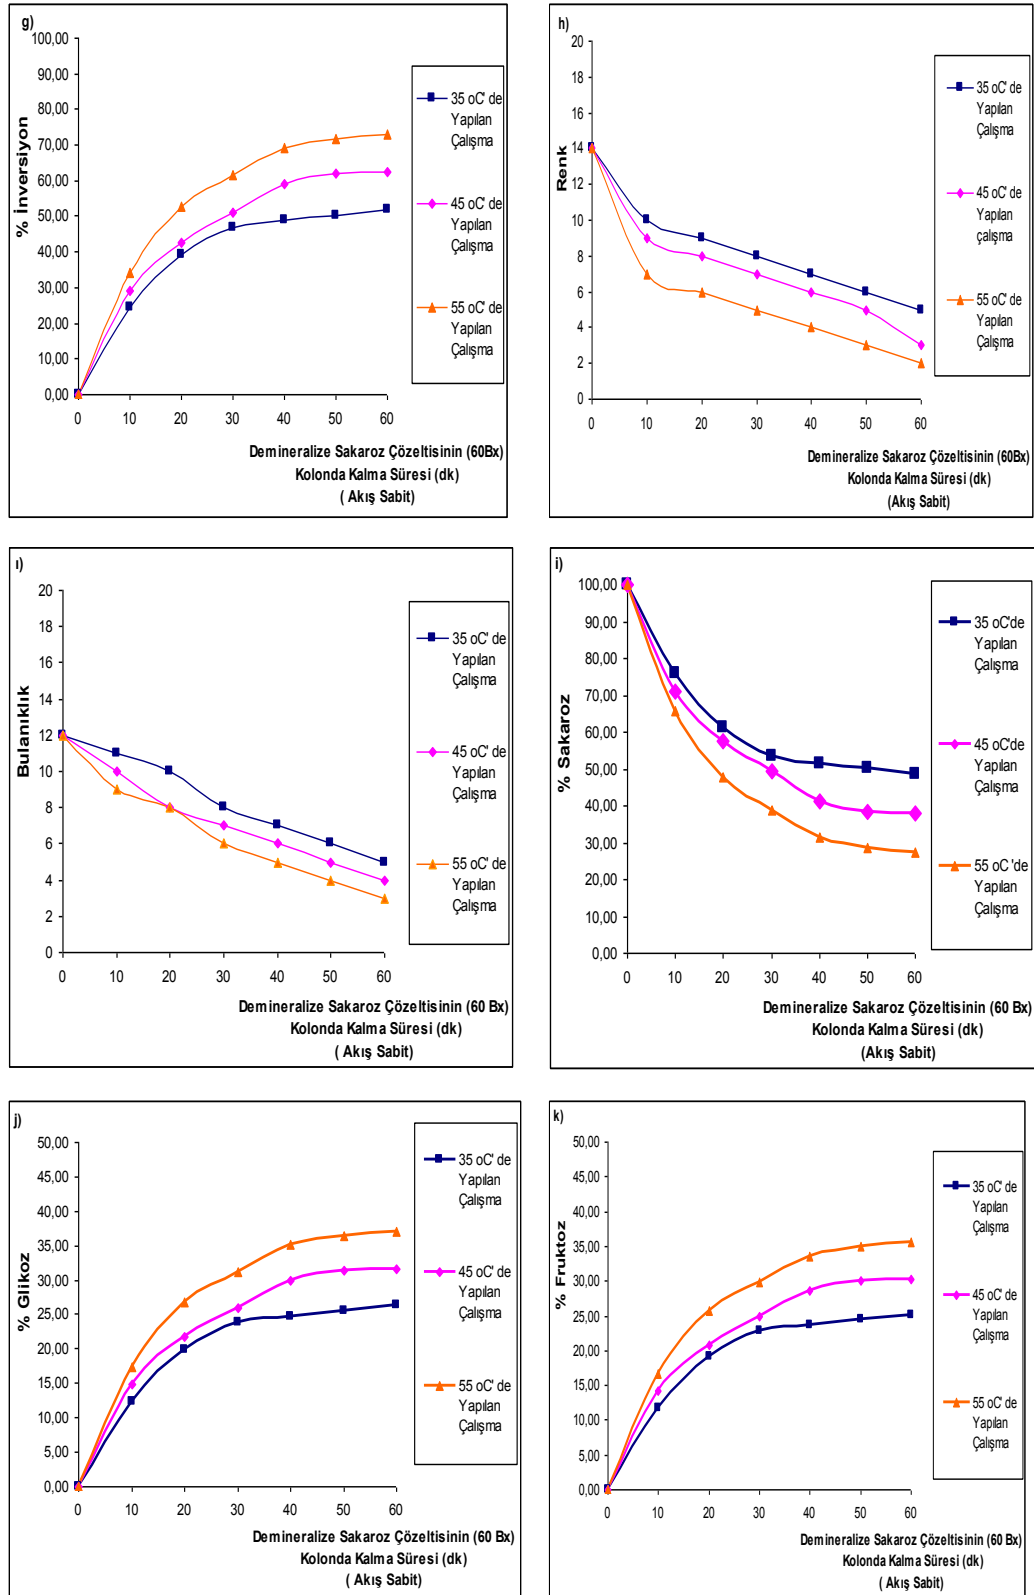 g)
100,00
90,00
80,00
70,00
60,00
50,00
40,00
30,00
20,00
10,00
0,00
% İnversiyon
0 10 20 30 40 50 60
35 oC' de
Yapılan
Çalışma
45 oC' de
Yapılan
Çalışma
55 oC' de
Yapılan
Çalışma
Demineralize Sakaroz Çözeltisinin (60Bx)
Kolonda Kalma Süresi (dk)
( Akış Sabit)
h)
20
18
16
14
12
10
8
6
4
2
0
Renk
0 10 20 30 40 50 60
35 oC' de
Yapılan
Çalışma
45 oC' de
Yapılan
çalışma
55 oC' de
Yapılan
Çalışma
Demineralize Sakaroz Çözeltisinin (60Bx)
Kolonda Kalma Süresi (dk)
(Akış Sabit)
ı)
20
18
16
14
12
10
8
6
4
2
0
Bulanıklık
0 10 20 30 40 50 60
35 oC' de
Yapılan
Çalışma
45 oC' de
Yapılan
Çalışma
55 oC' de
Yapılan
Çalışma
Demineralize Sakaroz Çözeltisinin (60 Bx)
Kolonda Kalma Süresi (dk)
( Akış Sabit)
i)
100,00
90,00
80,00
70,00
60,00
50,00
40,00
30,00
20,00
10,00
0,00
% Sakaroz
0 10 20 30 40 50 60
35 oC'de
Yapılan
Çalışma
45 oC'de
Yapılan
Çalışma
55 oC 'de
Yapılan
Çalışma
Demineralize Sakaroz Çözeltisinin (60 Bx)
Kolonda Kalma Süresi (dk)
(Akış Sabit)
j)
50,00
45,00
40,00
35,00
30,00
25,00
20,00
15,00
10,00
5,00
0,00
% Glikoz
0 10 20 30 40 50 60
35 oC' de
Yapılan
Çalışma
45 oC' de
Yapılan
Çalışma
55 oC' de
Yapılan
Çalışma
Demineralize Sakaroz Çözeltisinin (60 Bx)
Kolonda Kalma Süresi (dk)
( Akış Sabit)
k)
50,00
45,00
40,00
35,00
30,00
25,00
20,00
15,00
10,00
5,00
0,00
% Fruktoz
0 10 20 30 40 50 60
35 oC' de
Yapılan
Çalışma
45 oC' de
Yapılan
Çalışma
55 oC' de
Yapılan
Çalışma
Demineralize Sakaroz Çözeltisinin (60 Bx)
Kolonda Kalma Süresi (dk)
( Akış Sabit)